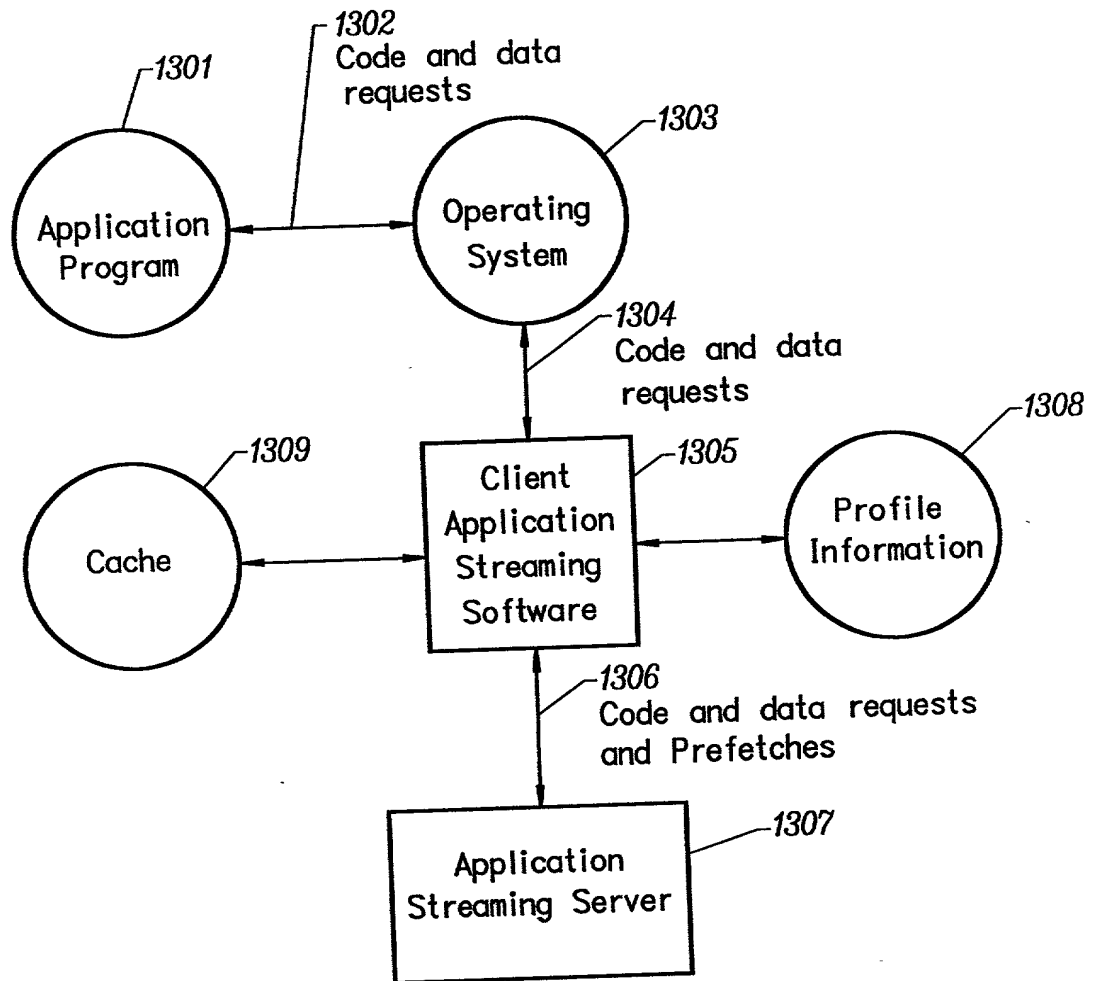 1302
Code and data
requests
1301
1303
Application
Program
Operating
System
1304
Code and data
requests
1308
1309
1305
Client
Application
Streaming
Software
Cache
Profile
Information
1306
Code and data requests
and Prefetches
1307
Application
Streaming Server